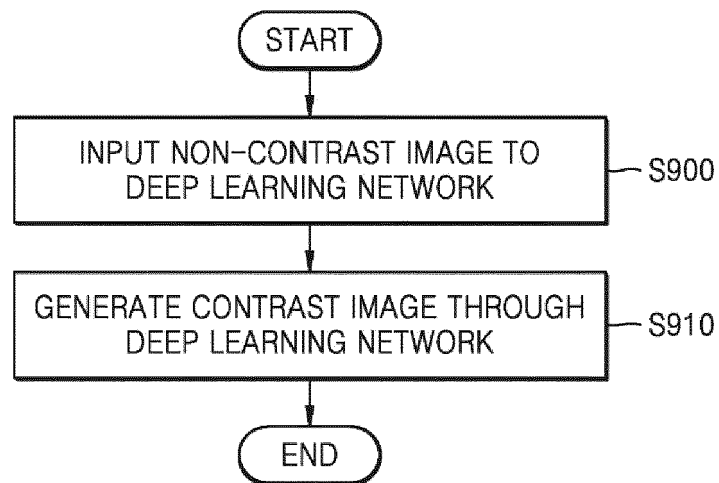 START
INPUT NON-CONTRAST IMAGE TO
DEEP LEARNING NETWORK
S900
GENERATE CONTRAST IMAGE THROUGH
DEEP LEARNING NETWORK
S910
END